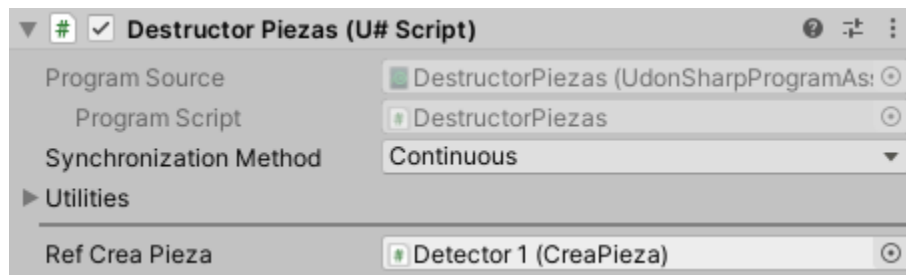 # Destructor Piezas (U# Script)
Program Source DestructorPiezas (UdonSharpProgramAs
Program Script # DestructorPiezas
Synchronization Method Continuous
Utilities
Ref Crea Pieza # Detector 1 (CreaPieza)